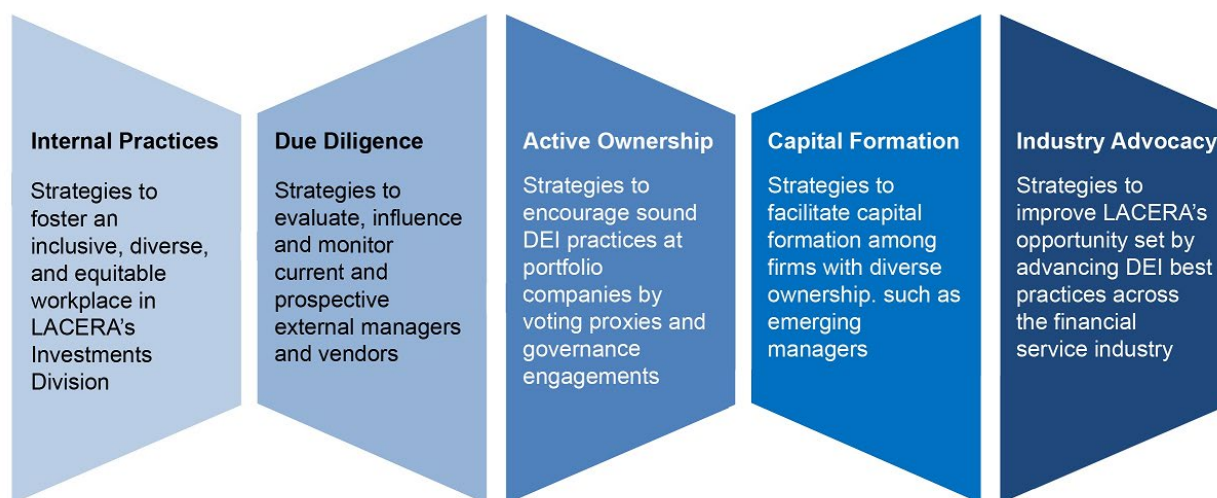 Internal Practices
Strategies to
foster an
inclusive, diverse,
and equitable
workplace in
LACERA's
Investments
Division
Due Diligence
Strategies to
evaluate, influence
and monitor
current and
prospective
external managers
and vendors
Active Ownership
Strategies to
encourage sound
DEI practices at
portfolio
companies by
voting proxies and
governance
engagements
Capital Formation
Strategies to
facilitate capital
formation among
firms with diverse
ownership. such as
emerging
managers
Industry Advocacy
Strategies to
improve LACERA's
opportunity set by
advancing DEI best
practices across
the financial
service industry